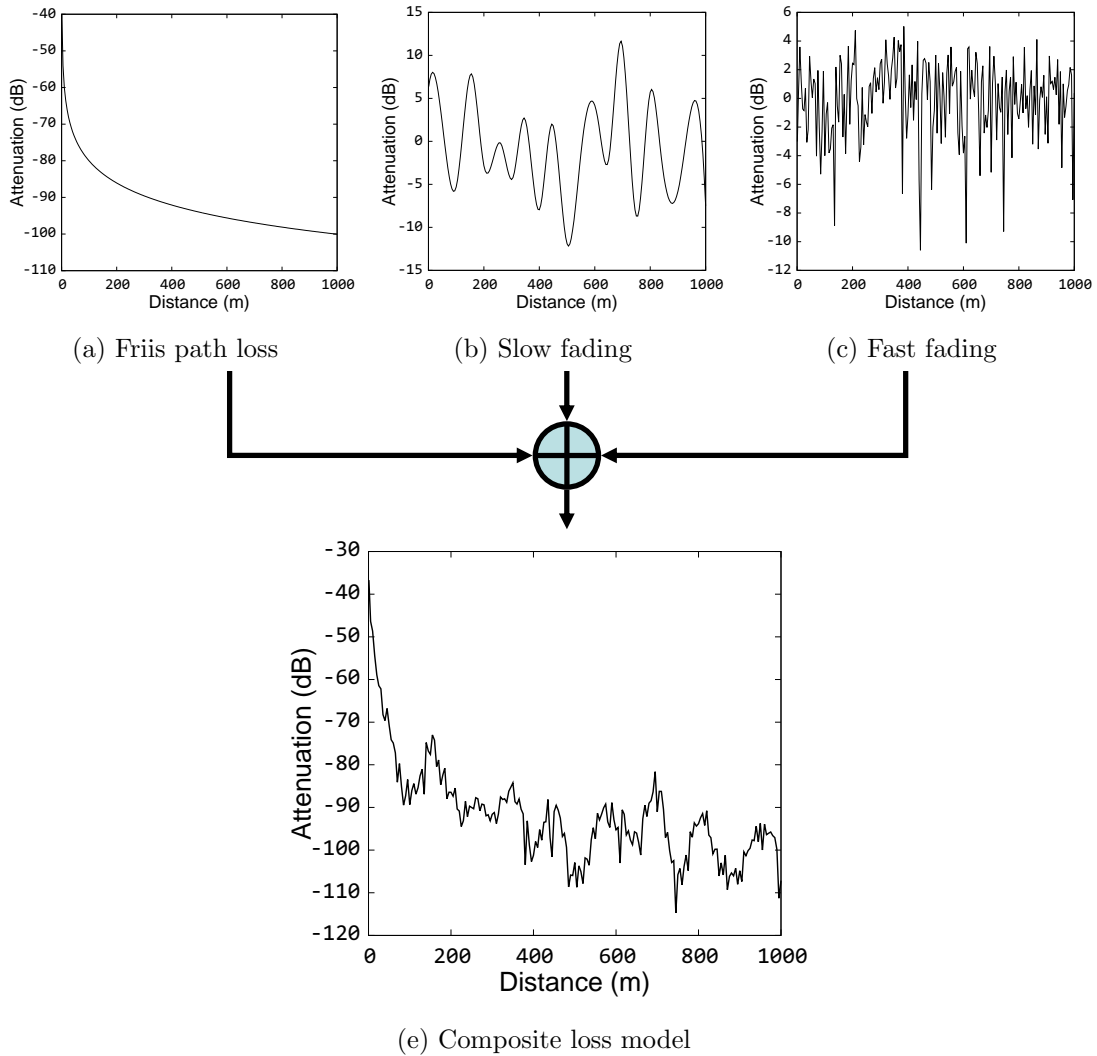 -40
-50
-60
-70
-80
-90
-100
-110
Attenuation (dB)
0 200 400 600 800 1000
Distance (m)
(a) Friis path loss
15
10
5
0
-5
-10
-15
Attenuation (dB)
0 200 400 600 800 1000
Distance (m)
(b) Slow fading
6
4
2
0
-2
-4
-6
-8
-10
-12
Attenuation (dB)
0 200 400 600 800 1000
Distance (m)
(c) Fast fading
-30
-40
-50
-60
-70
-80
-90
-100
-110
-120
Attenuation (dB)
0 200 400 600 800 1000
Distance (m)
(e) Composite loss model